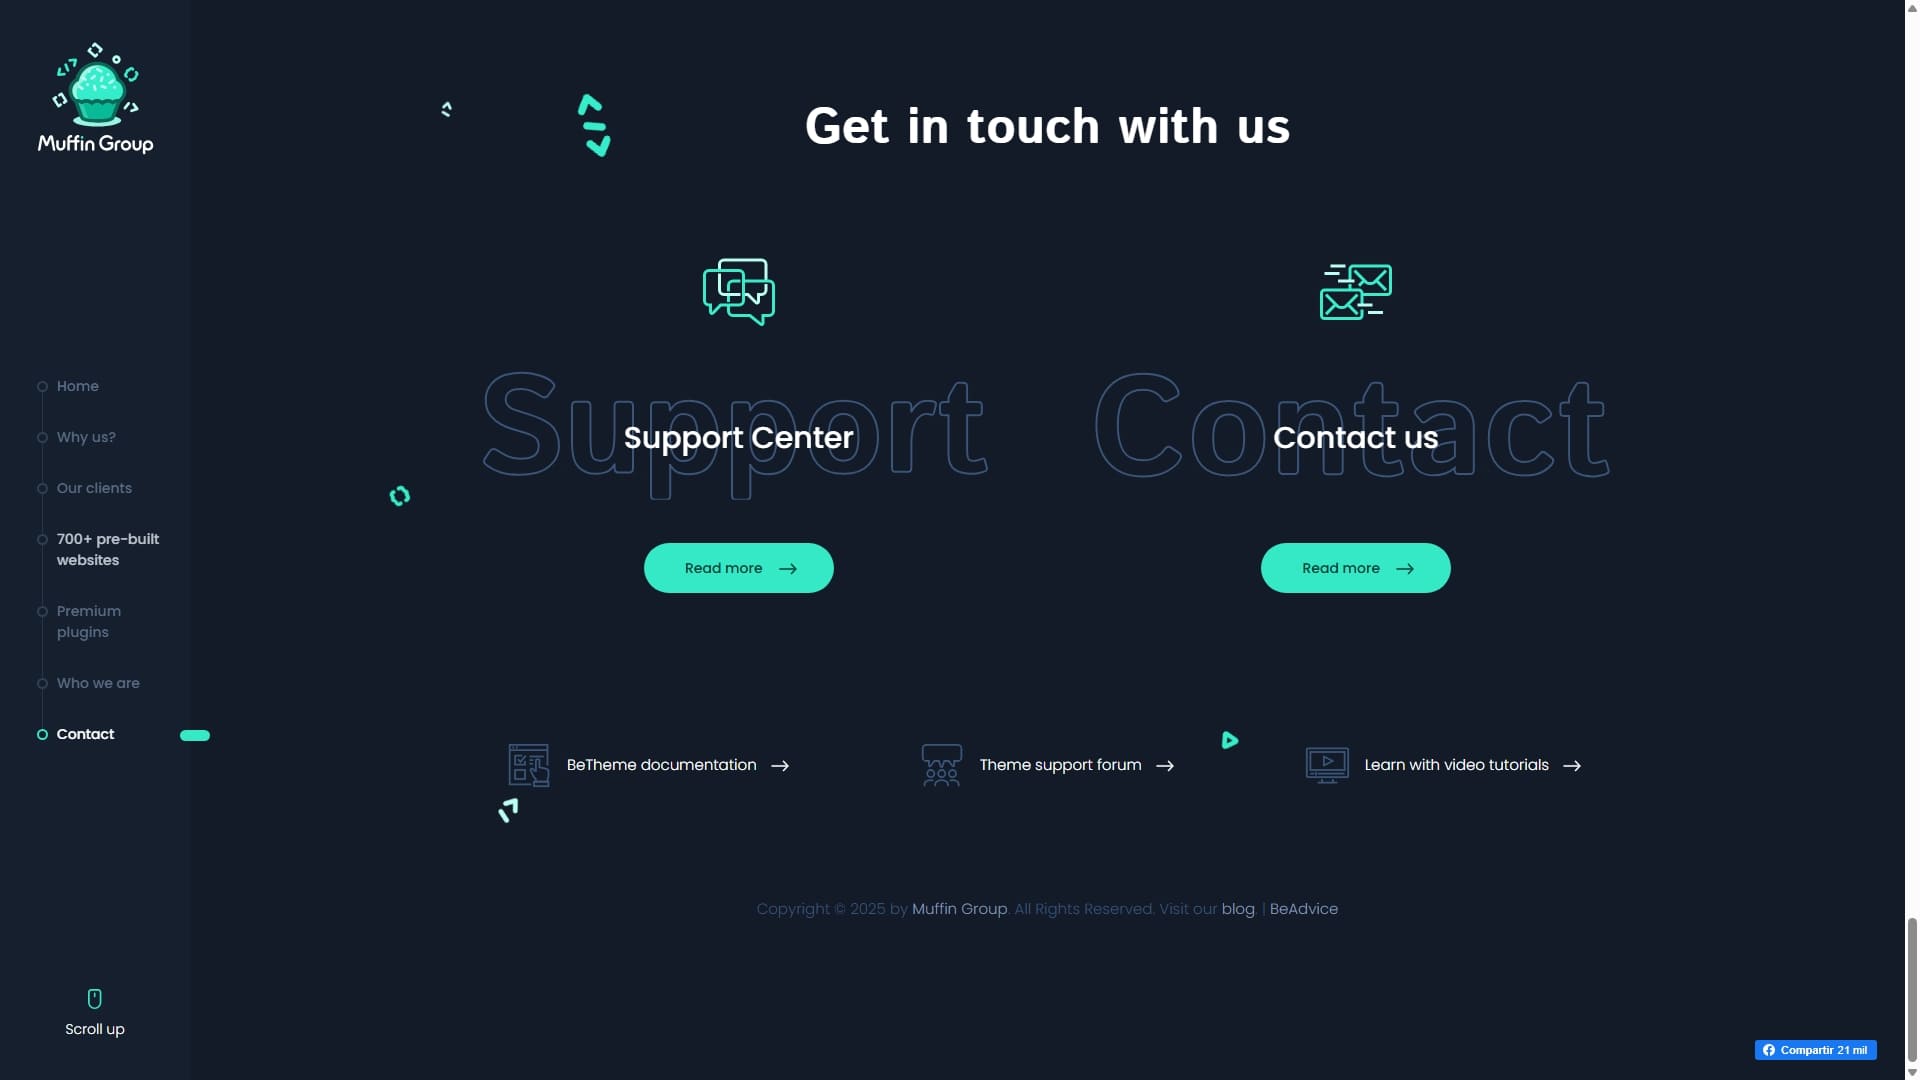 Muffin Group
Home
Why us?
Our clients
700+ pre-built
websites
Premium
plugins
Who we are
Contact
Scroll up
Get in touch with us
Support
Support Center
Read more
Contact
Contact us
Read more
BeTheme documentation
Theme support forum
Learn with video tutorials
Copyright © 2025 by Muffin Group. All Rights Reserved. Visit our blog. | BeAdvice
Compartir 21 mil